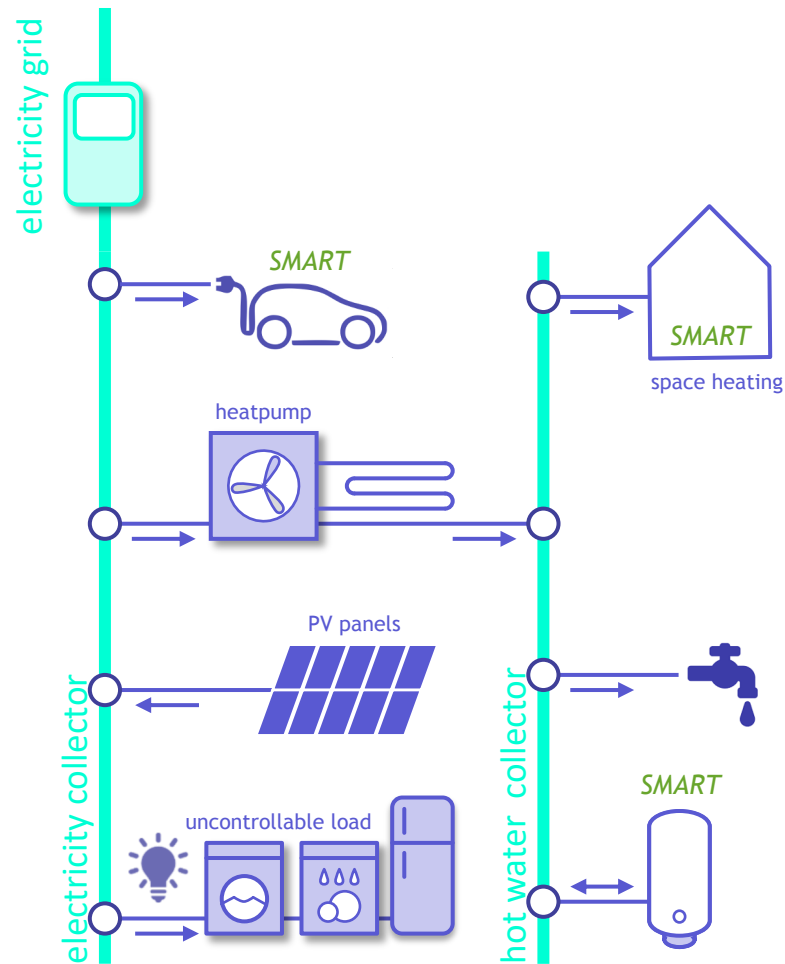 electricity grid
SMART
SMART
space heating
heatpump
PV panels
electricity collector
hot water collector
SMART
uncontrollable load